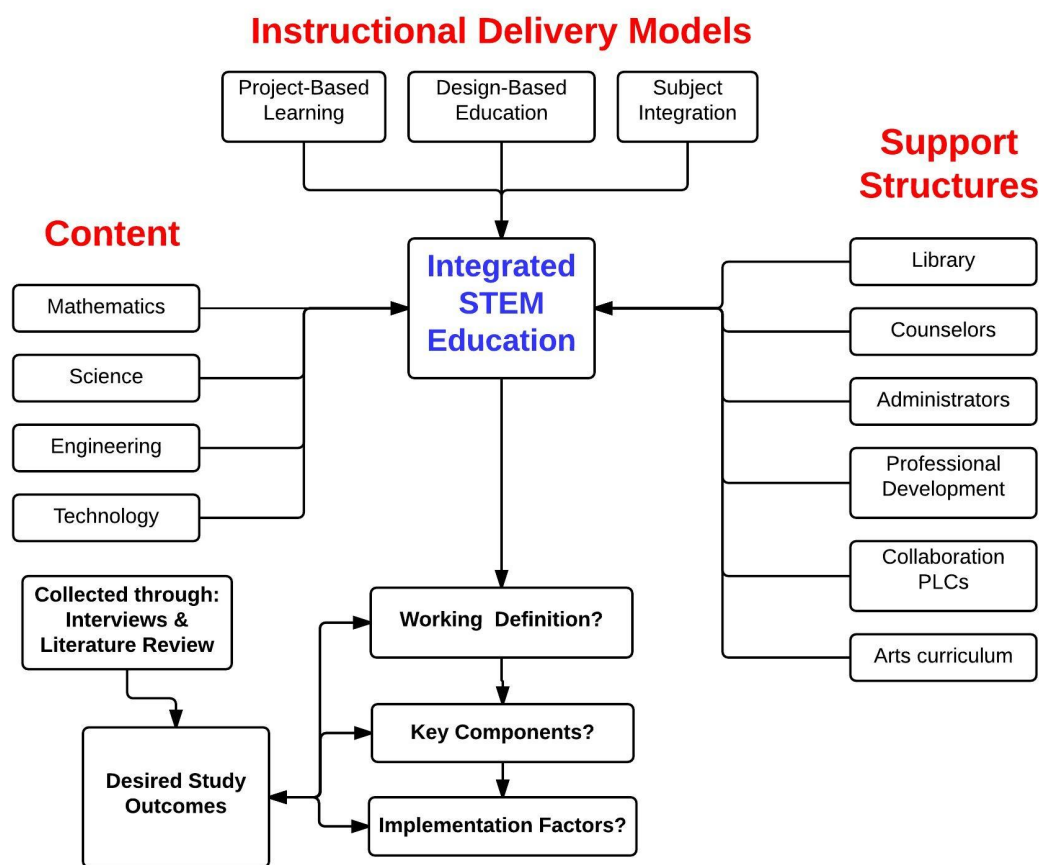 Instructional Delivery Models
Project-Based
Learning
Design-Based
Education
Subject
Integration
Support
Structures
Content
Integrated
STEM
Education
Mathematics
Science
Engineering
Technology
Library
Counselors
Administrators
Professional
Development
Collaboration
PLCs
Arts curriculum
Collected through:
Interviews &
Literature Review
Desired Study
Outcomes
Working Definition?
Key Components?
Implementation Factors?